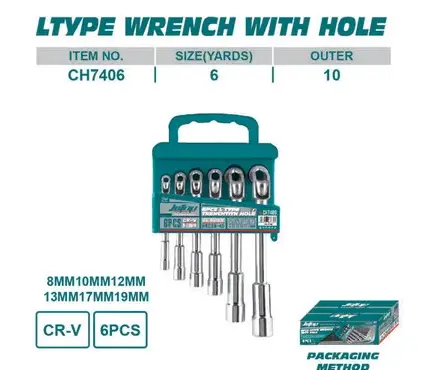 LTYPE WRENCH WITH HOLE
ITEM NO. SIZE(YARDS) OUTER
CH7406 6 10
8MM10MM12MM
13MM17MM19MM
CR-V 6PCS
PACKAGING
METHOD